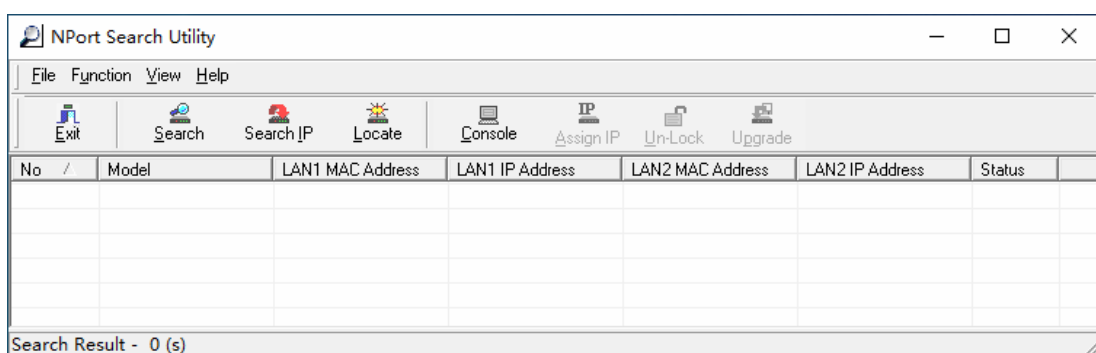 NPort Search Utility
File Function View Help
Exit Search Search IP Locate Console IP Assign IP Un-Lock Upgrade
No Model LAN1 MAC Address LAN1 IP Address LAN2 MAC Address LAN2 IP Address Status
Search Result - 0 (s)